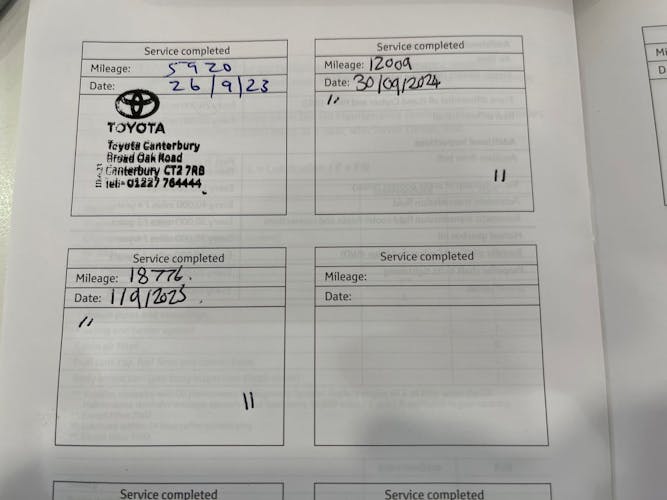 Service completed
Mileage: 5920
Date: 26/9/23
TOYOTA
Toyota Canterbury
Broad Oak Road
Canterbury CT2 7RB
tel: 01227 764444
Service completed
Mileage: 12009
Date: 30/09/2024
"
"
Service completed
Mileage: 18776.
Date: 1/9/2025.
"
"
Service completed
Mileage:
Date:
Service completed
Service completed
Mi
D